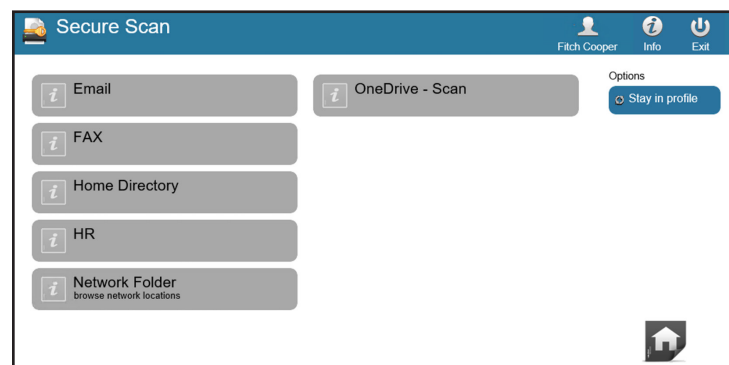 Secure Scan
Fitch Cooper
Info
Exit
Email
FAX
Home Directory
HR
Network Folder
browse network locations
OneDrive - Scan
Options
Stay in profile